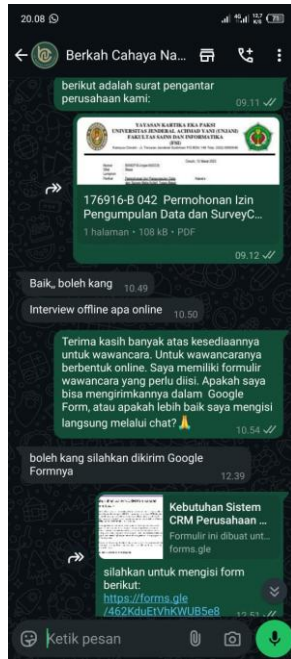 20.08
Berkah Cahaya Na...
berikut adalah surat pengantar
perusahaan kami:
09.11
YAYASAN KARTIKA EKA PAKSI
UNIVERSITAS JENDERAL ACHMAD YANI (UNJANI)
FAKULTAS SAINS DAN INFORMATIKA
(FSI)
176916-B 042 Permohonan Izin
Pengumpulan Data dan SurveyC...
1 halaman • 108 kB • PDF
09.12
Baik,, boleh kang 10.49
Interview offline apa online 10.50
Terima kasih banyak atas kesediaannya
untuk wawancara. Untuk wawancaranya
berbentuk online. Saya memiliki formulir
wawancara yang perlu diisi. Apakah saya
bisa mengirimkannya dalam Google
Form, atau apakah lebih baik saya mengisi
langsung melalui chat?
10.54
boleh kang silahkan dikirim Google
Formnya
12.39
Kebutuhan Sistem
CRM Perusahaan ...
Formulir ini dibuat unt...
forms.gle
silahkan untuk mengisi form
berikut:
https://forms.gle
/462KduEtVhKWUB5e8 12.51
Ketik pesan